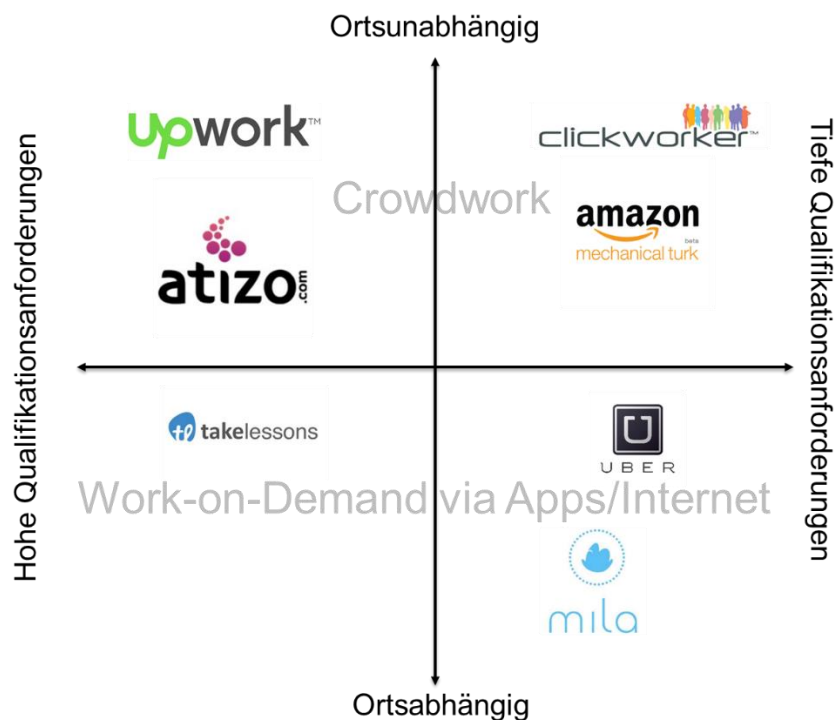 Ortsunabhängig
upwork™
clickworker™
Crowdwork
amazon
beta
mechanical turk
atizo.com
Hohe Qualifikationsanforderungen
Tiefe Qualifikationsanforderungen
tl takelessons
U
UBER
Work-on-Demand via Apps/Internet
mila
Ortsabhängig